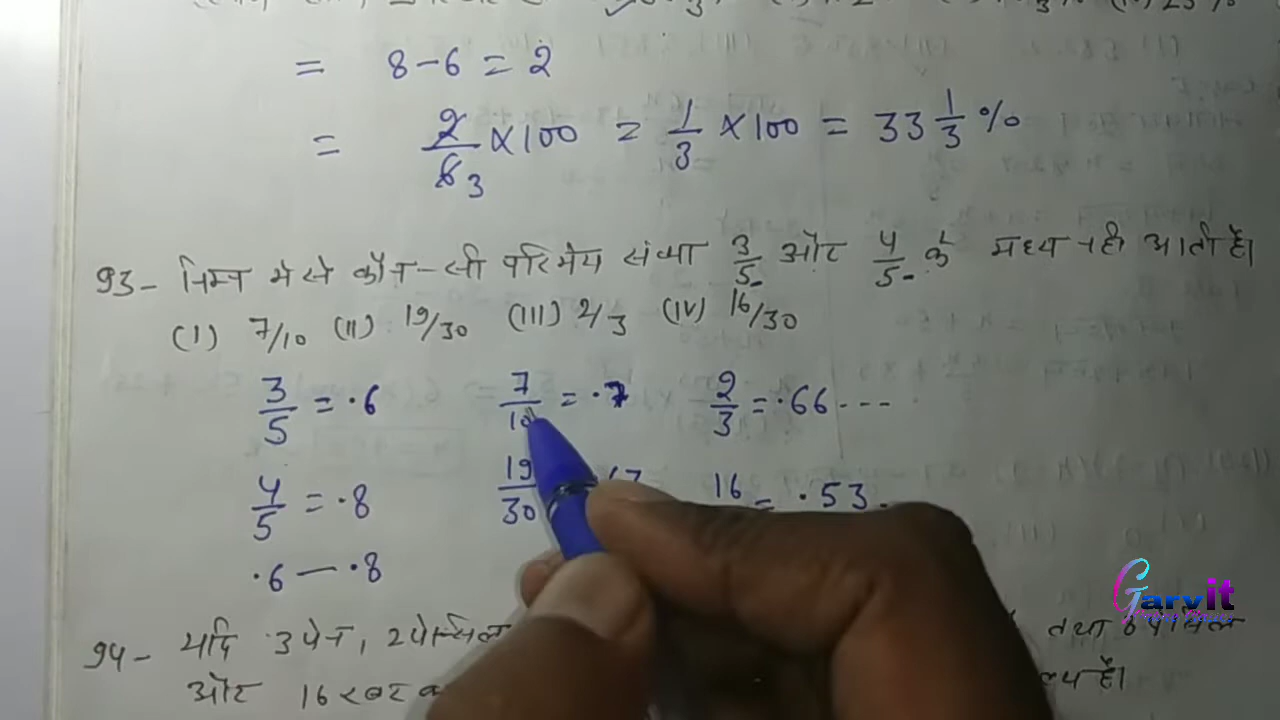 = 8-6 = 2
= 2/6 3 ×100 = 1/3 ×100 = 33 1/3 %
93- निम्न मे से कौन-सी परिमेय संख्या 3/5 और 4/5 के मध्य नही आती है।
(I) 7/10 (II) 19/30 (III) 2/3 (IV) 16/30
3/5 = .6 7/10 = .7 2/3 = .66 ---
4/5 = .8 19/30 16 = .53
.6 — .8
94- यदि 3 पेन, 2 पेन्सिल तथा
और 16 रबर
Garvit